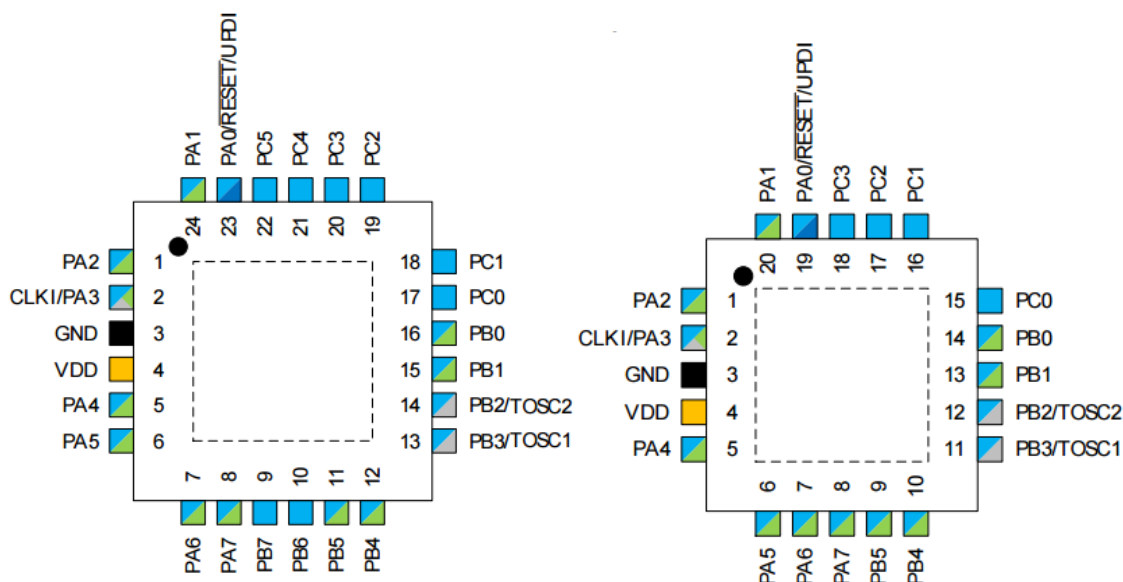 PA1
PA0/RESET/UPDI
PC5
PC4
PC3
PC2
24 23 22 21 20 19
PA2 1
CLKI/PA3 2
GND 3
VDD 4
PA4 5
PA5 6
18 PC1
17 PC0
16 PB0
15 PB1
14 PB2/TOSC2
13 PB3/TOSC1
7 8 9 10 11 12
PA6
PA7
PB7
PB6
PB5
PB4
PA1
PA0/RESET/UPDI
PC3
PC2
PC1
20 19 18 17 16
PA2 1
CLKI/PA3 2
GND 3
VDD 4
PA4 5
15 PC0
14 PB0
13 PB1
12 PB2/TOSC2
11 PB3/TOSC1
6 7 8 9 10
PA5
PA6
PA7
PB5
PB4